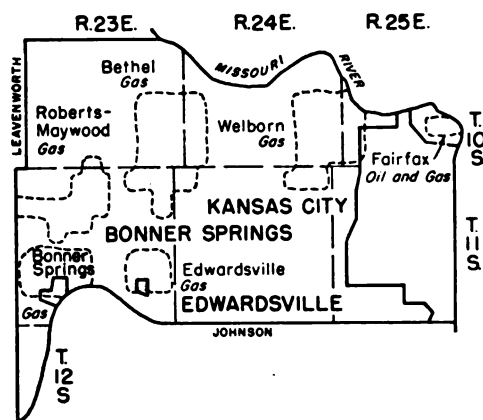 R.23E.
R.24E.
R.25E.
MISSOURI
RIVER
LEAVENWORTH
Bethel
Gas
Roberts-
Maywood
Gas
Welborn
Gas
Fairfax
Oil and Gas
T.
10
S
KANSAS CITY
BONNER SPRINGS
T.
11
S.
Bonner
Springs
Gas
Edwardsville
Gas
EDWARDSVILLE
JOHNSON
T.
12
S